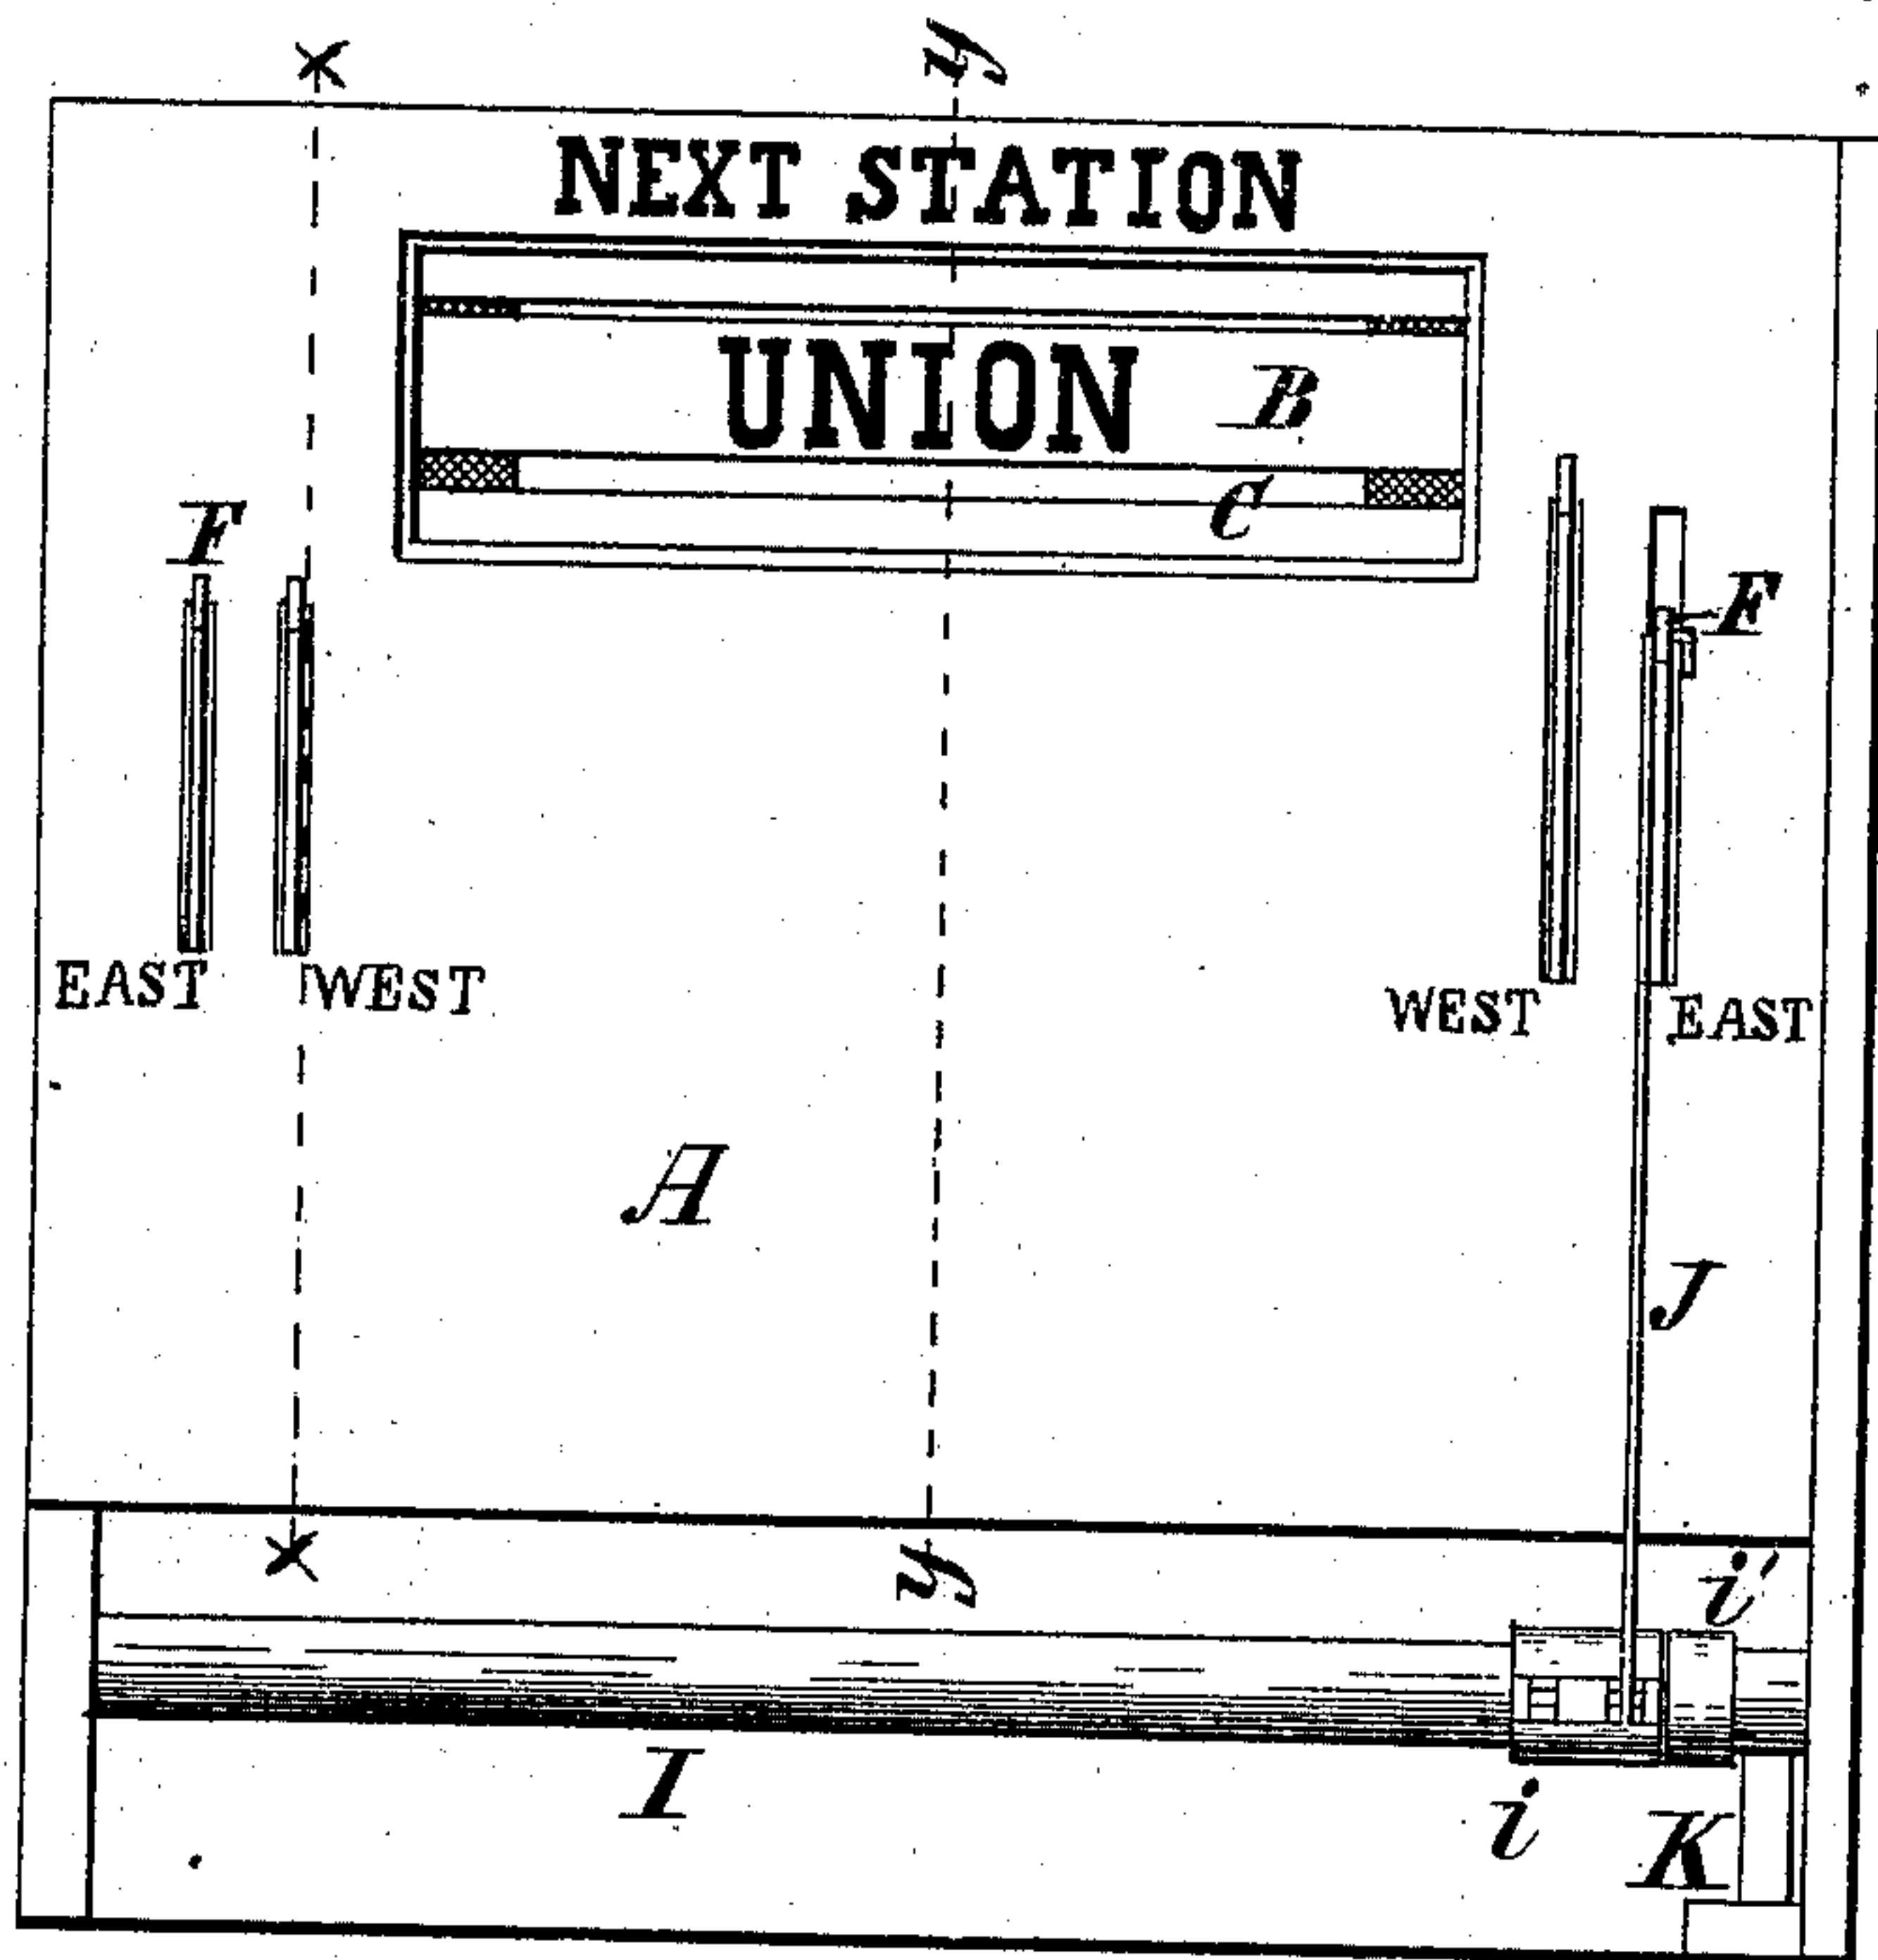 x y
NEXT STATION
UNION B
C
F F
EAST WEST WEST EAST
A
J
x y i'
I i K